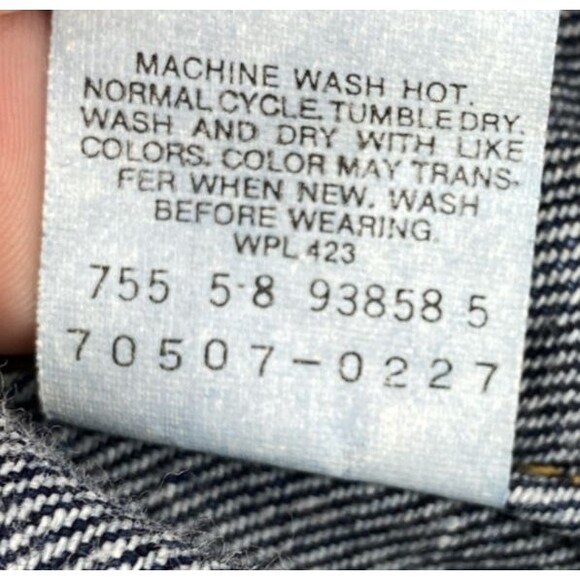 MACHINE WASH HOT.
NORMAL CYCLE. TUMBLE DRY.
WASH AND DRY WITH LIKE
COLORS. COLOR MAY TRANS-
FER WHEN NEW. WASH
BEFORE WEARING.
WPL 423
755 5-8 93858 5
70507-0227